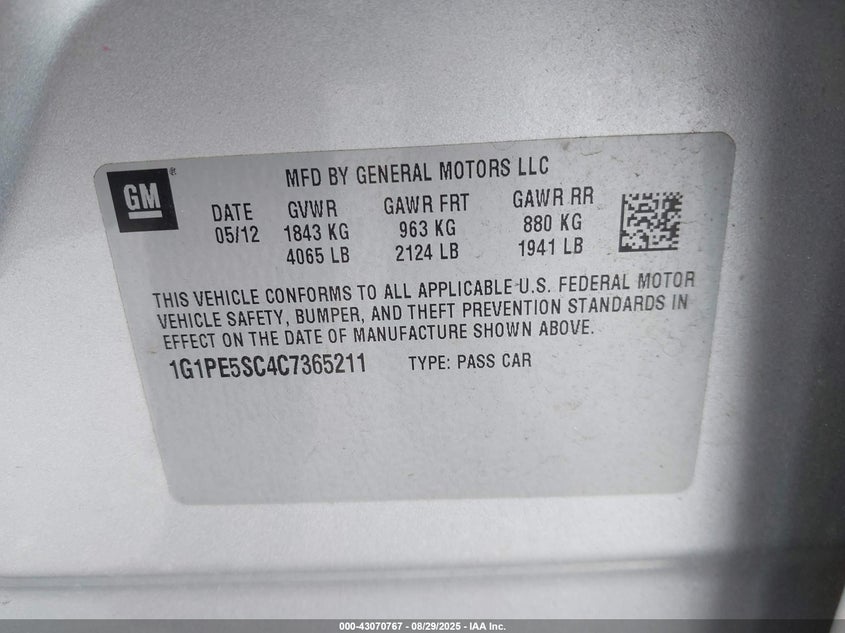 GM®
MFD BY GENERAL MOTORS LLC
DATE GVWR GAWR FRT GAWR RR
05/12 1843 KG 963 KG 880 KG
4065 LB 2124 LB 1941 LB
THIS VEHICLE CONFORMS TO ALL APPLICABLE U.S. FEDERAL MOTOR
VEHICLE SAFETY, BUMPER, AND THEFT PREVENTION STANDARDS IN
EFFECT ON THE DATE OF MANUFACTURE SHOWN ABOVE.
1G1PE5SC4C7365211 TYPE: PASS CAR
000-43070767 - 08/29/2025 - IAA Inc.